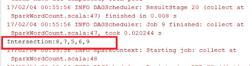 17/02/04 00:55:56 INFO DAGScheduler: ResultStage 20 (collect at
SparkWordCount.scala:47) finished in 0.008 s
17/02/04 00:55:56 INFO DAGScheduler: Job 9 finished: collect at
SparkWordCount.scala:47, took 0.020244 s
Intersection:8,7,5,6,9
17/02/04 00:55:56 INFO SparkContext: Starting job: collect at
SparkWordCount.scala:48